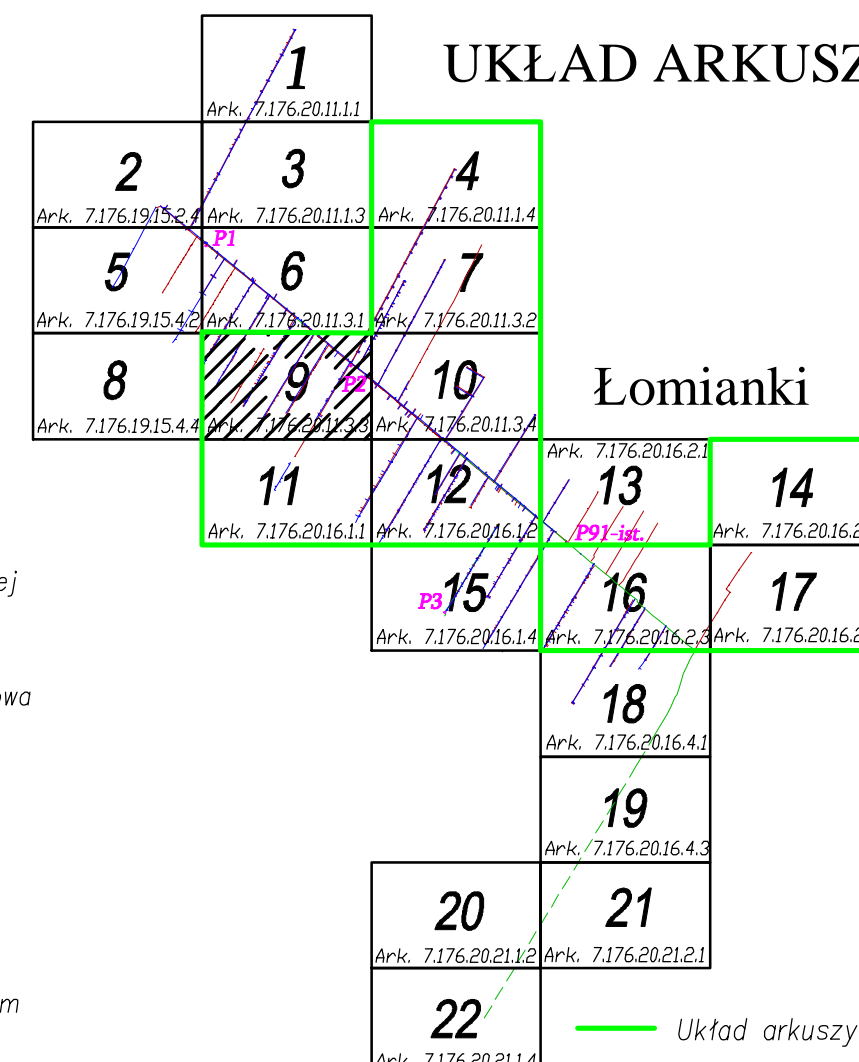 UKŁAD ARKUSZ
1
Ark. 7.176.20.11.1.1
2
Ark. 7.176.19.15.2.4
3
Ark. 7.176.20.11.1.3
4
Ark. 7.176.20.11.1.4
P1
5
Ark. 7.176.19.15.4.2
6
Ark. 7.176.20.11.3.1
7
Ark. 7.176.20.11.3.2
8
Ark. 7.176.19.15.4.4
9
P2
Ark. 7.176.20.11.3.3
10
Ark. 7.176.20.11.3.4
Łomianki
11
Ark. 7.176.20.16.1.1
12
Ark. 7.176.20.16.1.2
Ark. 7.176.20.16.2.1
13
P91-ist.
14
Ark. 7.176.20.16.2
ej
P3
15
Ark. 7.176.20.16.1.4
16
Ark. 7.176.20.16.2.3
17
Ark. 7.176.20.16.2
owa
18
Ark. 7.176.20.16.4.1
19
Ark. 7.176.20.16.4.3
20
Ark. 7.176.20.21.1.2
21
Ark. 7.176.20.21.2.1
m
22
Ark. 7.176.20.21.1.4
Układ arkuszy